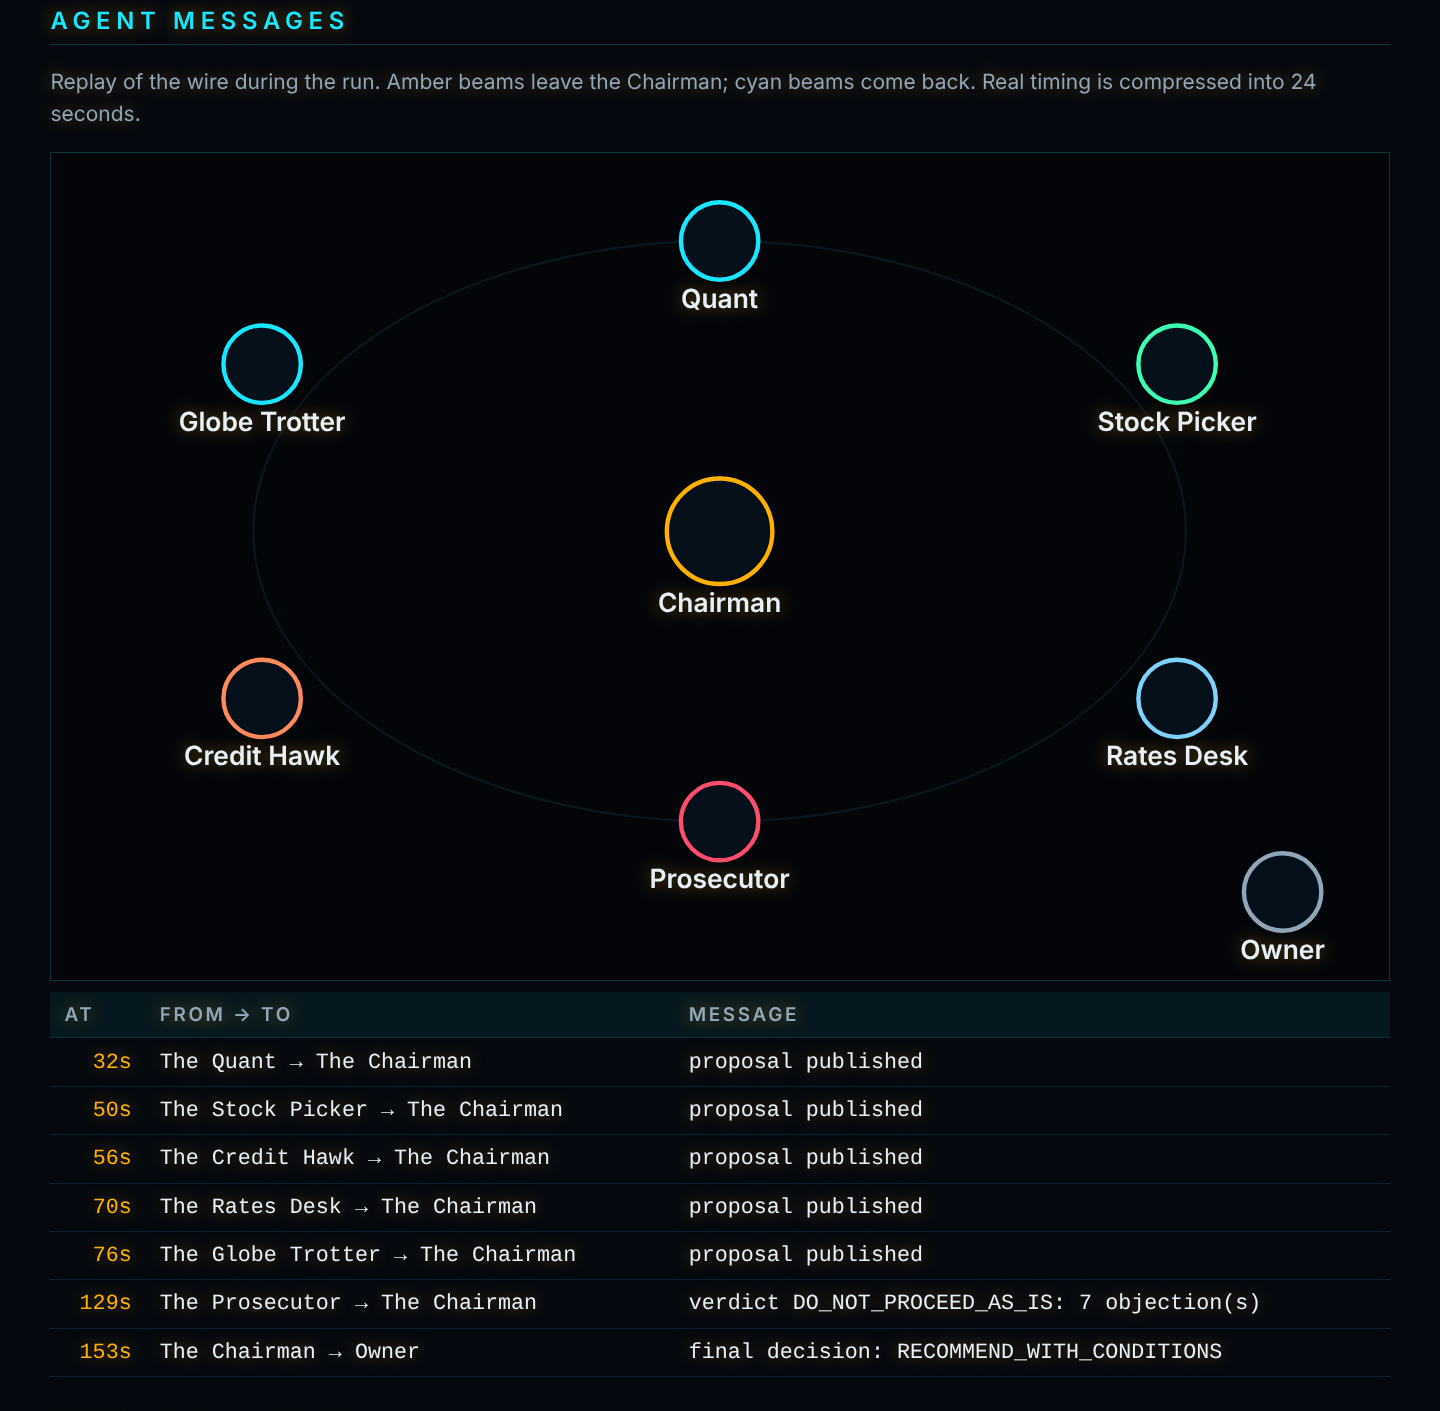 AGENT MESSAGES
Replay of the wire during the run. Amber beams leave the Chairman; cyan beams come back. Real timing is compressed into 24
seconds.
Quant
Globe Trotter
Stock Picker
Chairman
Credit Hawk
Rates Desk
Prosecutor
Owner
AT FROM → TO MESSAGE
32s The Quant → The Chairman proposal published
50s The Stock Picker → The Chairman proposal published
56s The Credit Hawk → The Chairman proposal published
70s The Rates Desk → The Chairman proposal published
76s The Globe Trotter → The Chairman proposal published
129s The Prosecutor → The Chairman verdict DO_NOT_PROCEED_AS_IS: 7 objection(s)
153s The Chairman → Owner final decision: RECOMMEND_WITH_CONDITIONS